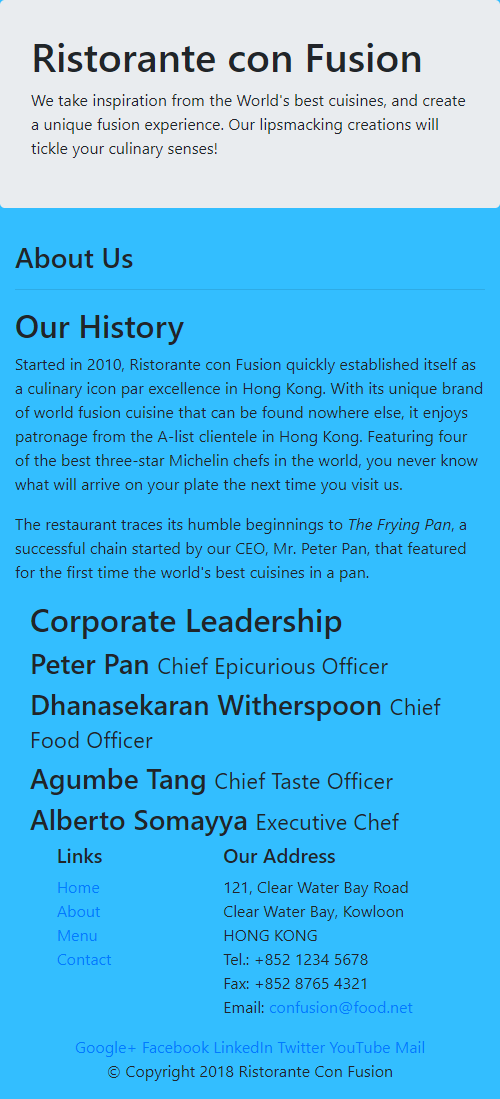 Ristorante con Fusion
We take inspiration from the World's best cuisines, and create
a unique fusion experience. Our lipsmacking creations will
tickle your culinary senses!
About Us
Our History
Started in 2010, Ristorante con Fusion quickly established itself as
a culinary icon par excellence in Hong Kong. With its unique brand
of world fusion cuisine that can be found nowhere else, it enjoys
patronage from the A-list clientele in Hong Kong. Featuring four
of the best three-star Michelin chefs in the world, you never know
what will arrive on your plate the next time you visit us.
The restaurant traces its humble beginnings to The Frying Pan, a
successful chain started by our CEO, Mr. Peter Pan, that featured
for the first time the world's best cuisines in a pan.
Corporate Leadership
Peter Pan Chief Epicurious Officer
Dhanasekaran Witherspoon Chief
Food Officer
Agumbe Tang Chief Taste Officer
Alberto Somayya Executive Chef
Links
Home
About
Menu
Contact
Our Address
121, Clear Water Bay Road
Clear Water Bay, Kowloon
HONG KONG
Tel.: +852 1234 5678
Fax: +852 8765 4321
Email: confusion@food.net
Google+ Facebook LinkedIn Twitter YouTube Mail
© Copyright 2018 Ristorante Con Fusion